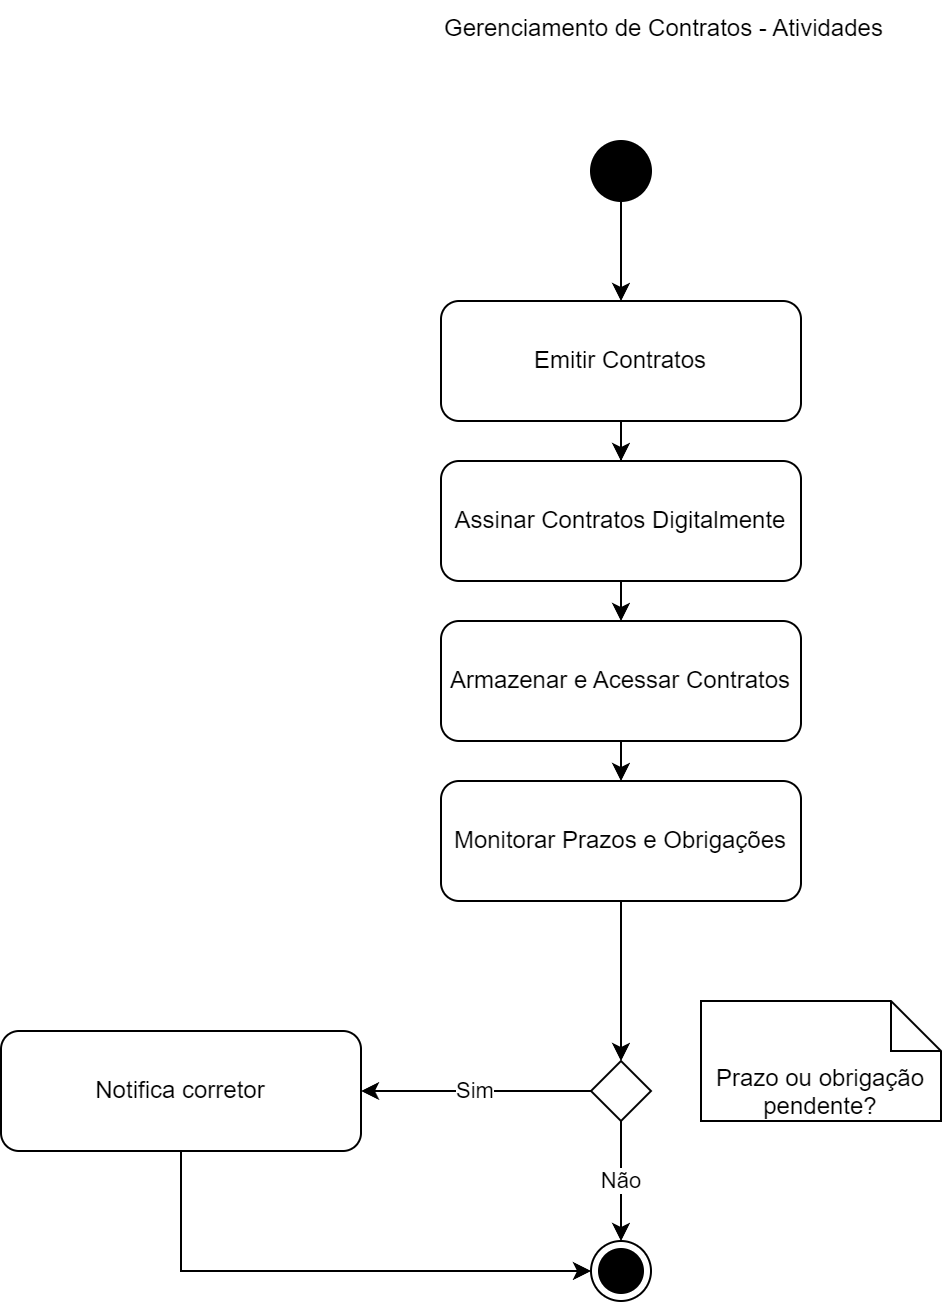 Gerenciamento de Contratos - Atividades
Emitir Contratos
Assinar Contratos Digitalmente
Armazenar e Acessar Contratos
Monitorar Prazos e Obrigações
Prazo ou obrigação
pendente?
Notifica corretor
Sim
Não